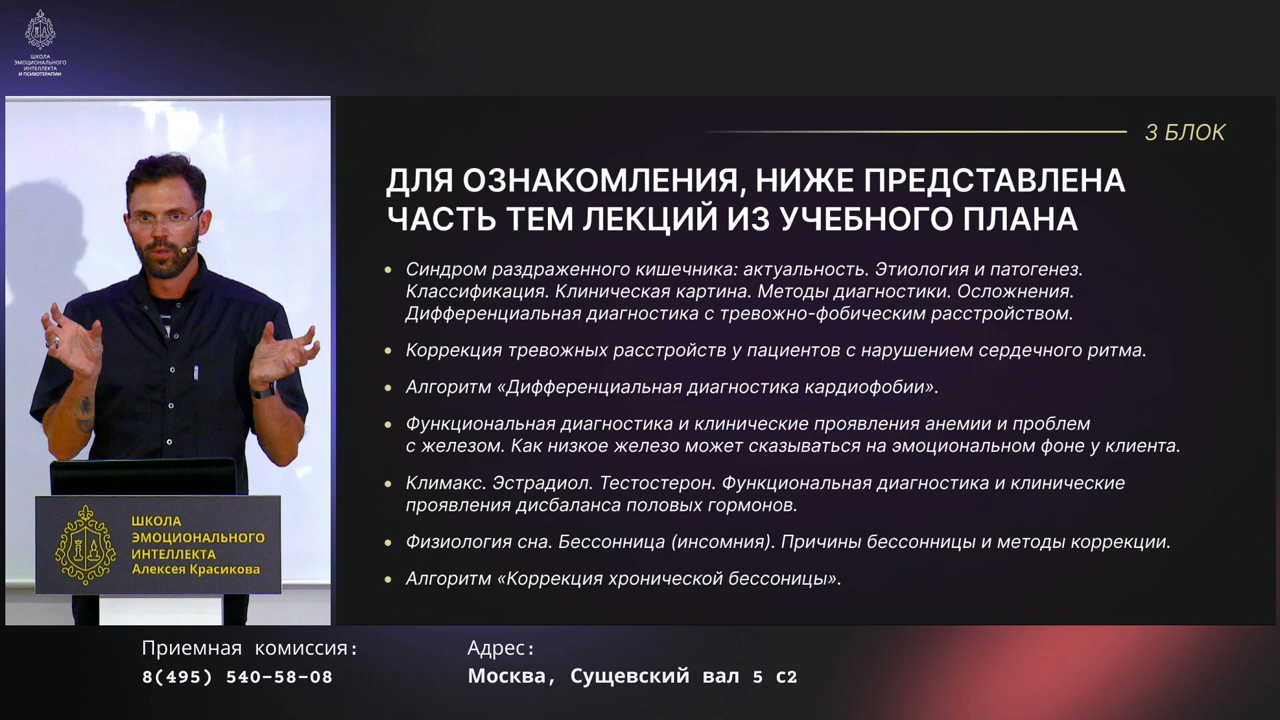 ШКОЛА
ЭМОЦИОНАЛЬНОГО
ИНТЕЛЛЕКТА
И ПСИХОТЕРАПИИ
3 БЛОК
ДЛЯ ОЗНАКОМЛЕНИЯ, НИЖЕ ПРЕДСТАВЛЕНА
ЧАСТЬ ТЕМ ЛЕКЦИЙ ИЗ УЧЕБНОГО ПЛАНА
• Синдром раздраженного кишечника: актуальность. Этиология и патогенез.
Классификация. Клиническая картина. Методы диагностики. Осложнения.
Дифференциальная диагностика с тревожно-фобическим расстройством.
• Коррекция тревожных расстройств у пациентов с нарушением сердечного ритма.
• Алгоритм «Дифференциальная диагностика кардиофобии».
• Функциональная диагностика и клинические проявления анемии и проблем
с железом. Как низкое железо может сказываться на эмоциональном фоне у клиента.
• Климакс. Эстрадиол. Тестостерон. Функциональная диагностика и клинические
проявления дисбаланса половых гормонов.
• Физиология сна. Бессонница (инсомния). Причины бессонницы и методы коррекции.
• Алгоритм «Коррекция хронической бессоницы».
ШКОЛА
ЭМОЦИОНАЛЬНОГО
ИНТЕЛЛЕКТА
Алексея Красикова
Приемная комиссия:
8(495) 540-58-08
Адрес:
Москва, Сущевский вал 5 с2